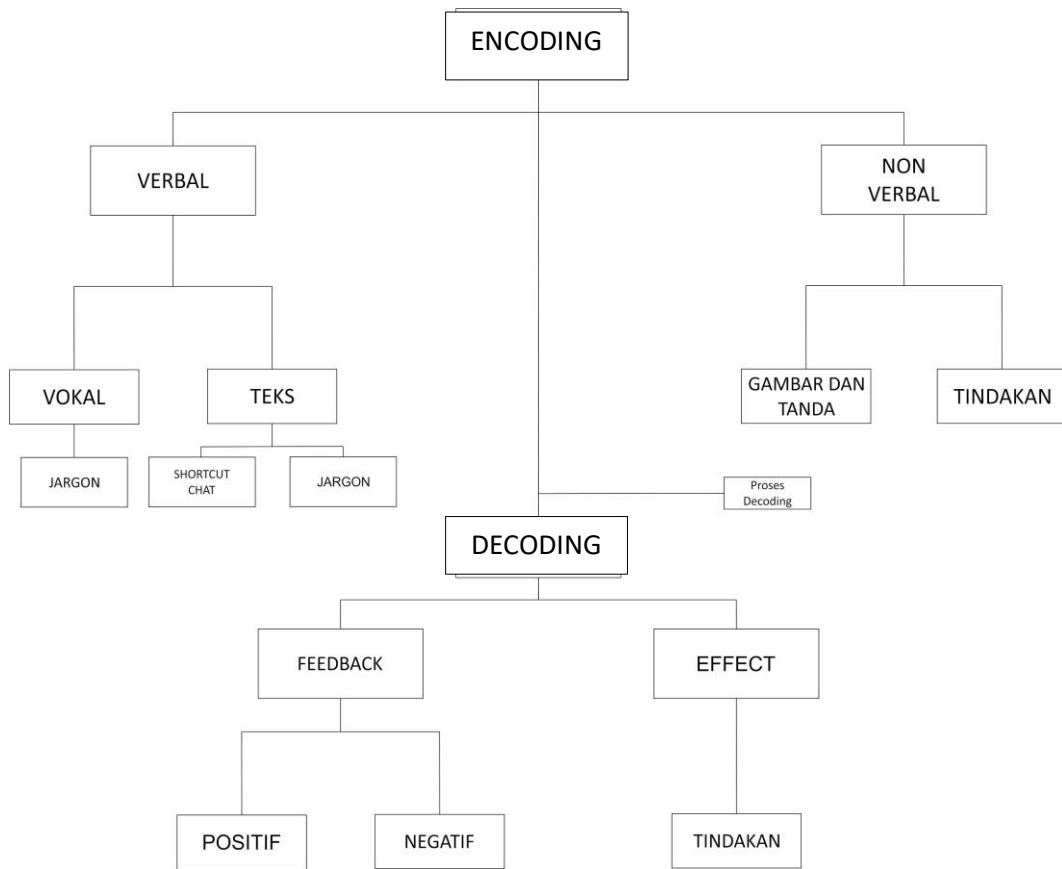 ENCODING
VERBAL
NON
VERBAL
VOKAL
TEKS
GAMBAR DAN
TANDA
TINDAKAN
JARGON
SHORTCUT
CHAT
JARGON
Proses
Decoding
DECODING
FEEDBACK
EFFECT
POSITIF
NEGATIF
TINDAKAN